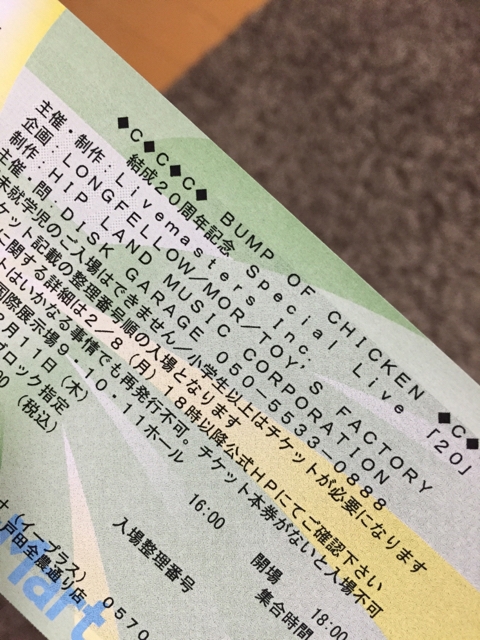 ◆C◆C◆C◆ BUMP OF CHICKEN ◆C◆
結成20周年記念 Special Live 「20」
主催・制作：Livemasters Inc.
企画：LONGFELLOW／MOR／TOY,S FACTORY
制作：HIP LAND MUSIC CORPORATION
主催・問 DISK GARAGE 050-5533-0888
未就学児のご入場はできません／小学生以上はチケットが必要になります
ケット記載の整理番号順の入場となります
に関する詳細は2／8（月）18時以降公式HPにてご確認下さい
トはいかなる事情でも再発行不可。チケット本券がないと入場不可
国際展示場9・10・11ホール
月11日（木） 16:00 開場 18:00
ブロック指定 入場整理番号 集合時間
00 （税込）
イープラス） 0570
戸田全農通り店
Mart